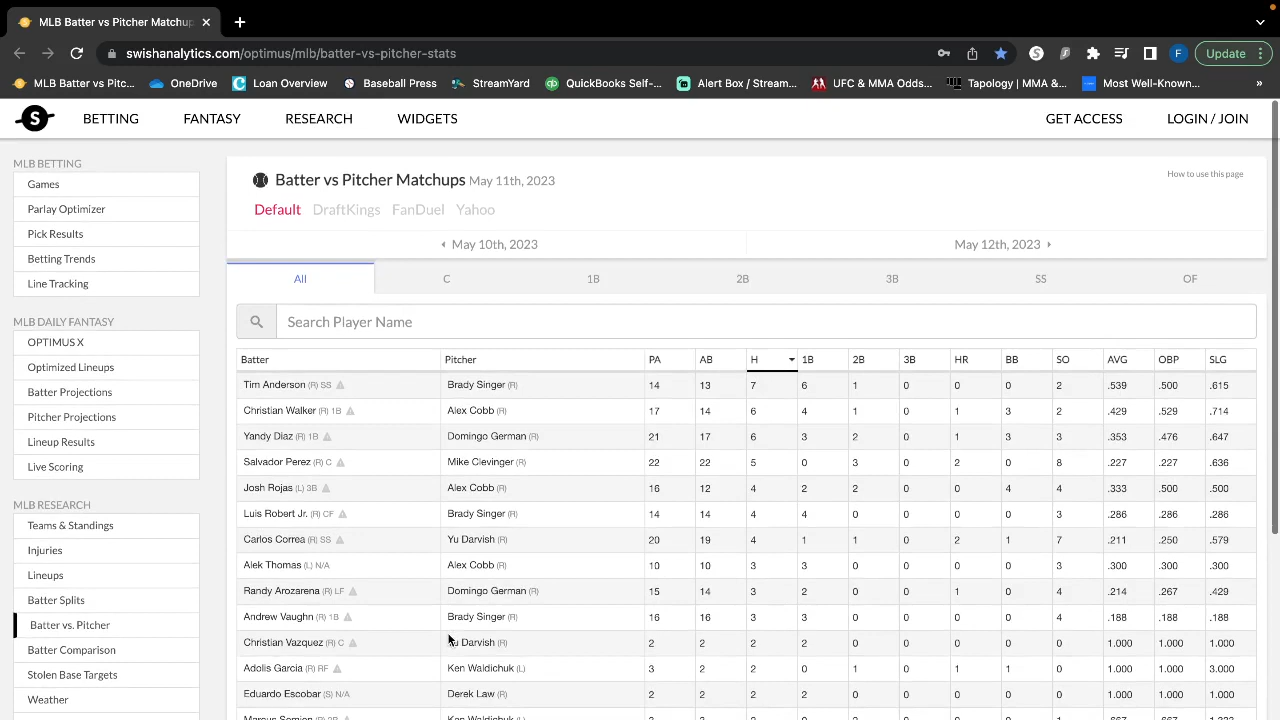 MLB Batter vs Pitcher Matchup
swishanalytics.com/optimus/mlb/batter-vs-pitcher-stats
S
F
Update
MLB Batter vs Pitc... OneDrive Loan Overview Baseball Press StreamYard QuickBooks Self-... Alert Box / Stream... UFC & MMA Odds... Tapology | MMA &... Most Well-Known... »
S BETTING FANTASY RESEARCH WIDGETS GET ACCESS LOGIN / JOIN
MLB BETTING
Games
Parlay Optimizer
Pick Results
Betting Trends
Line Tracking
MLB DAILY FANTASY
OPTIMUS X
Optimized Lineups
Batter Projections
Pitcher Projections
Lineup Results
Live Scoring
MLB RESEARCH
Teams & Standings
Injuries
Lineups
Batter Splits
Batter vs. Pitcher
Batter Comparison
Stolen Base Targets
Weather
Batter vs Pitcher Matchups May 11th, 2023
How to use this page
Default DraftKings FanDuel Yahoo
May 10th, 2023 May 12th, 2023
All C 1B 2B 3B SS OF
Search Player Name
Batter Pitcher PA AB H 1B 2B 3B HR BB SO AVG OBP SLG
Tim Anderson (R) SS Brady Singer (R) 14 13 7 6 1 0 0 0 2 .539 .500 .615
Christian Walker (R) 1B Alex Cobb (R) 17 14 6 4 1 0 1 3 2 .429 .529 .714
Yandy Diaz (R) 1B Domingo German (R) 21 17 6 3 2 0 1 3 3 .353 .476 .647
Salvador Perez (R) C Mike Clevinger (R) 22 22 5 0 3 0 2 0 8 .227 .227 .636
Josh Rojas (L) 3B Alex Cobb (R) 16 12 4 2 2 0 0 4 4 .333 .500 .500
Luis Robert Jr. (R) CF Brady Singer (R) 14 14 4 4 0 0 0 0 3 .286 .286 .286
Carlos Correa (R) SS Yu Darvish (R) 20 19 4 1 1 0 2 1 7 .211 .250 .579
Alek Thomas (L) N/A Alex Cobb (R) 10 10 3 3 0 0 0 0 3 .300 .300 .300
Randy Arozarena (R) LF Domingo German (R) 15 14 3 2 0 0 1 0 4 .214 .267 .429
Andrew Vaughn (R) 1B Brady Singer (R) 16 16 3 3 0 0 0 0 4 .188 .188 .188
Christian Vazquez (R) C Yu Darvish (R) 2 2 2 2 0 0 0 0 0 1.000 1.000 1.000
Adolis Garcia (R) RF Ken Waldichuk (L) 3 2 2 0 1 0 1 1 0 1.000 1.000 3.000
Eduardo Escobar (S) N/A Derek Law (R) 2 2 2 2 0 0 0 0 0 1.000 1.000 1.000